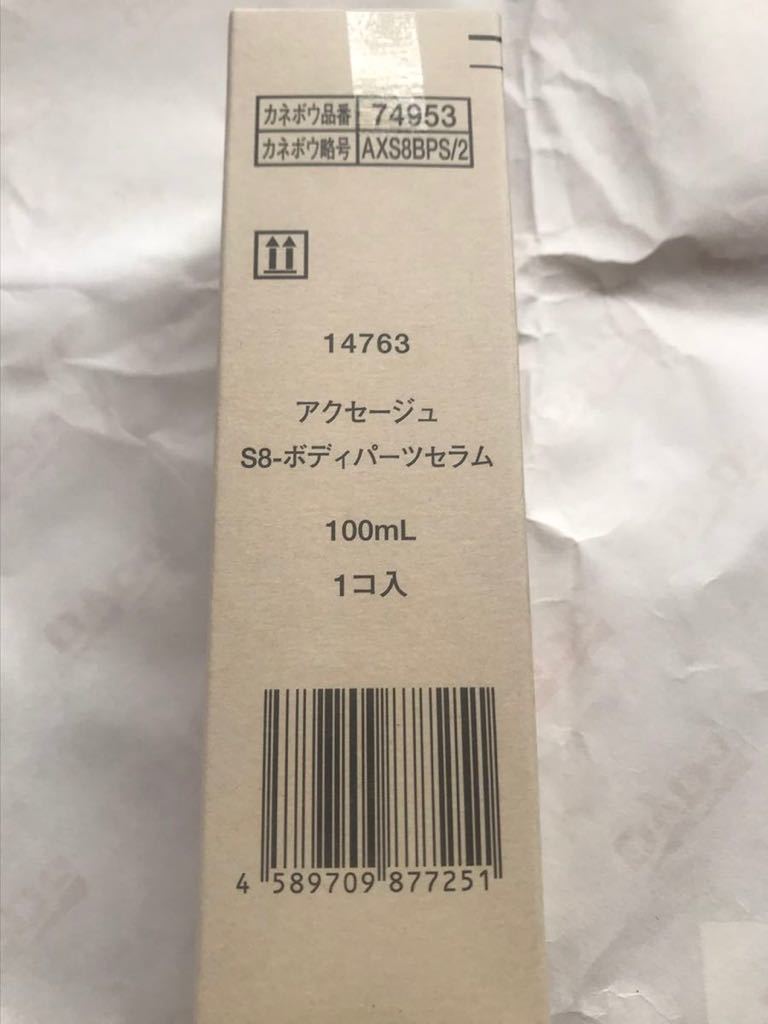 カネボウ品番 74953
カネボウ略号 AXS8BPS/2
14763
アクセージュ
S8-ボディパーツセラム
100mL
1コ入
4 589709 877251